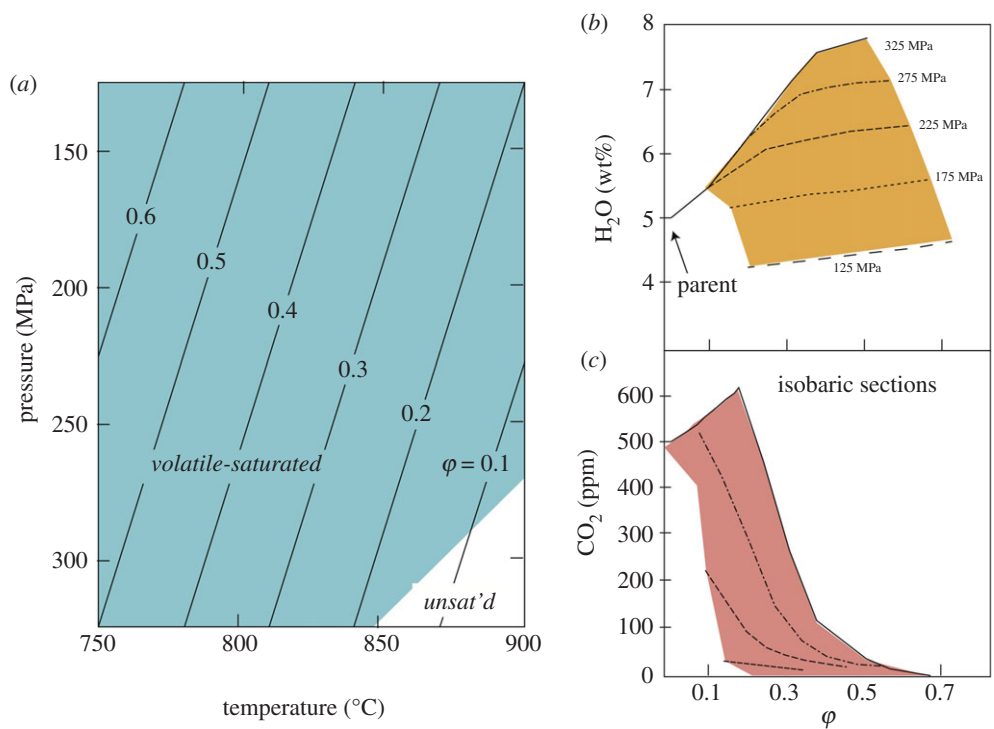 (a)
pressure (MPa)
150
200
250
300
0.6
0.5
0.4
0.3
0.2
φ = 0.1
volatile-saturated
unsat'd
750
800
850
900
temperature (°C)
(b)
H₂O (wt%)
8
7
6
5
4
325 MPa
275 MPa
225 MPa
175 MPa
125 MPa
parent
(c)
isobaric sections
CO₂ (ppm)
600
500
400
300
200
100
0
0.1
0.3
0.5
0.7
φ